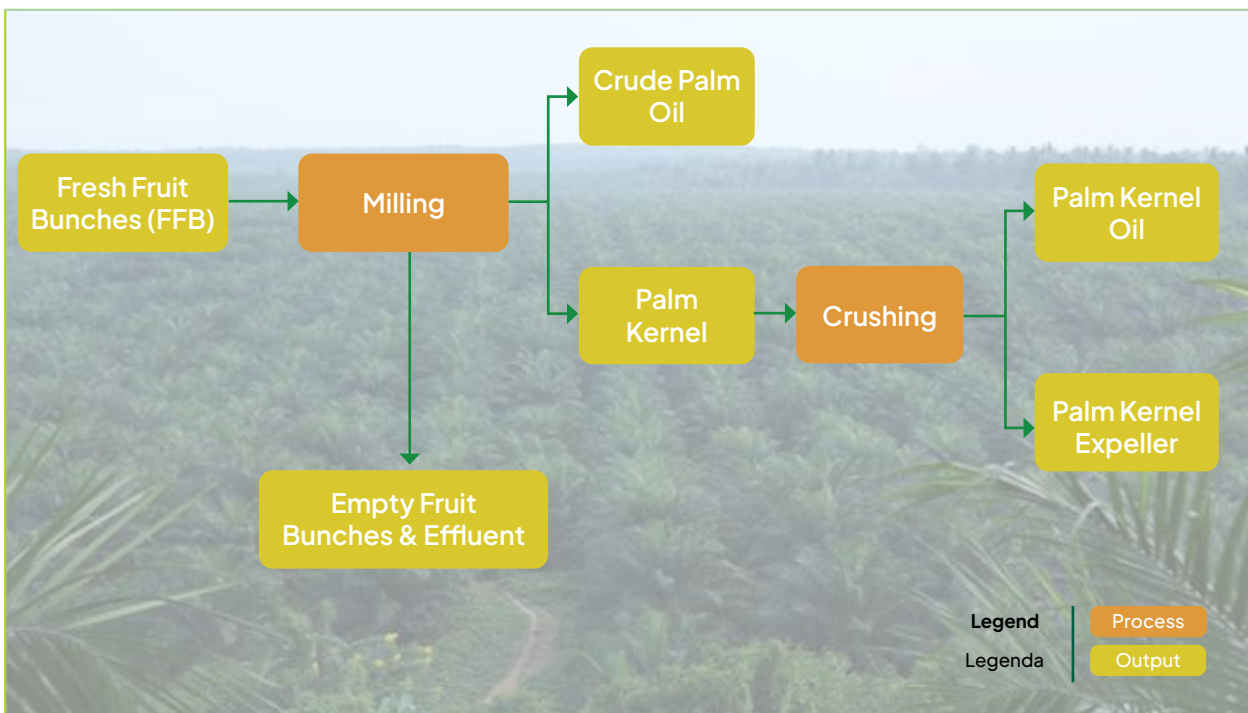 Fresh Fruit
Bunches (FFB)
Milling
Crude Palm
Oil
Palm
Kernel
Crushing
Palm Kernel
Oil
Palm Kernel
Expeller
Empty Fruit
Bunches & Effluent
Legend
Legenda
Process
Output